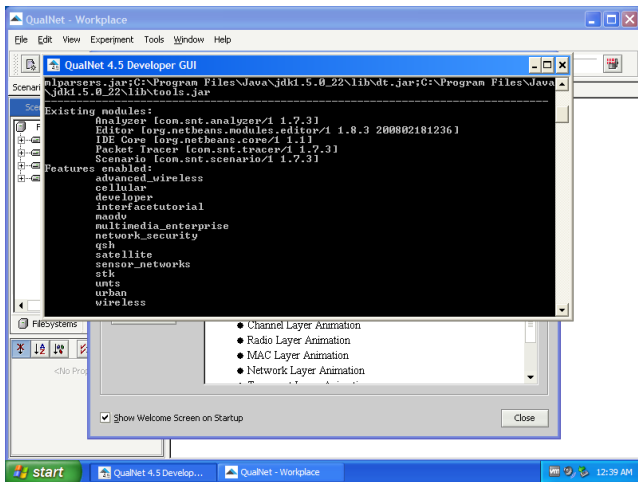 QualNet - Workplace
File Edit View Experiment Tools Window Help
QualNet 4.5 Developer GUI
mlparsers.jar;C:\Program Files\Java\jdk1.5.0_22\lib\dt.jar;C:\Program Files\Java
\jdk1.5.0_22\lib\tools.jar
Existing modules:
Analyzer [com.snt.analyzer/1 1.7.3]
Editor [org.netbeans.modules.editor/1 1.8.3 200802181236]
IDE Core [org.netbeans.core/1 1.1]
Packet Tracer [com.snt.tracer/1 1.7.3]
Scenario [com.snt.scenario/1 1.7.3]
Features enabled:
advanced_wireless
cellular
developer
interfacetutorial
maodv
multimedia_enterprise
network_security
qsh
satellite
sensor_networks
stk
umts
urban
wireless
Scenari
Sce
F
FileSystems
<No Prop
Channel Layer Animation
Radio Layer Animation
MAC Layer Animation
Network Layer Animation
Show Welcome Screen on Startup
Close
start
QualNet 4.5 Develop...
QualNet - Workplace
12:39 AM